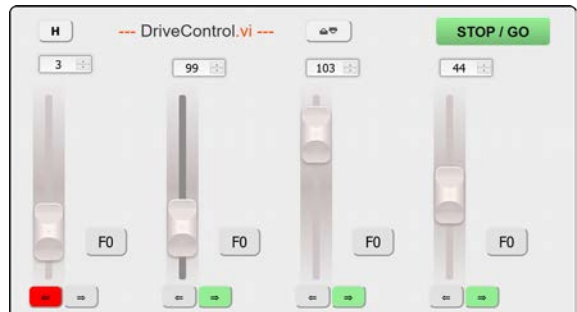 H --- DriveControl.vi --- STOP / GO
3 99 103 44
F0 F0 F0 F0
⇐ ⇒ ⇐ ⇒ ⇐ ⇒ ⇐ ⇒